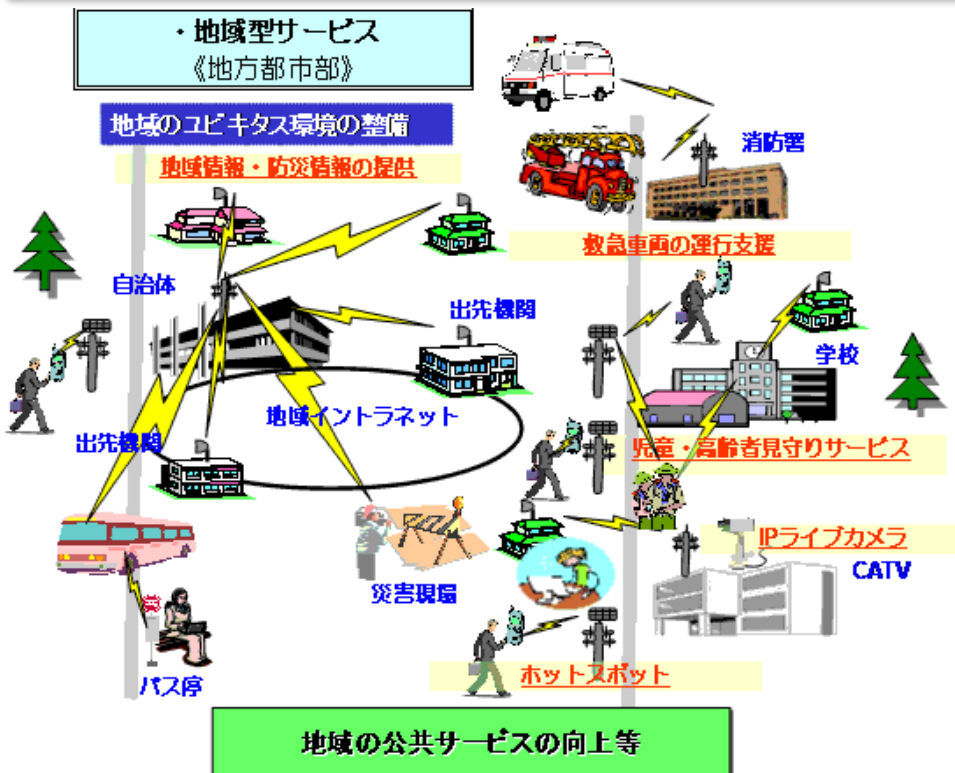 ・地域型サービス
《地方都市部》
地域のユビキタス環境の整備
地域情報・防災情報の提供
消防署
救急車両の運行支援
自治体
出先機関
学校
地域イントラネット
出先機関
児童・高齢者見守りサービス
IPライブカメラ
CATV
災害現場
バス停
ホットスポット
地域の公共サービスの向上等